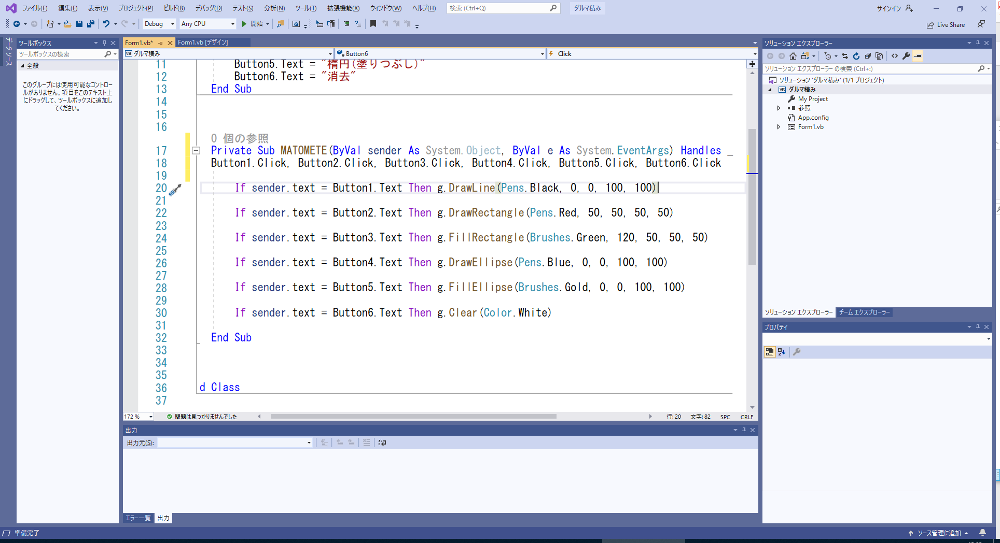 ファイル(F) 編集(E) 表示(V) プロジェクト(P) ビルド(B) デバッグ(D) テスト(S) 分析(N) ツール(T) 拡張機能(X) ウィンドウ(W) ヘルプ(H) 検索 (Ctrl+Q) ダルマ積み サインイン
Debug Any CPU 開始 Live Share
データ ソース
ツールボックス
ツールボックスの検索
全般
このグループには使用可能なコントロー
ルがありません。項目をこのテキスト上
にドラッグして、ツールボックスに追加し
てください。
Form1.vb* Form1.vb [デザイン]
VB ダルマ積み Button6 Click
11 Button5.Text = "楕円(塗りつぶし)"
12 Button6.Text = "消去"
13 End Sub
14
15
16
0 個の参照
17 Private Sub MATOMETE(ByVal sender As System.Object, ByVal e As System.EventArgs) Handles _
18 Button1.Click, Button2.Click, Button3.Click, Button4.Click, Button5.Click, Button6.Click
19
20 If sender.text = Button1.Text Then g.DrawLine(Pens.Black, 0, 0, 100, 100)
21
22 If sender.text = Button2.Text Then g.DrawRectangle(Pens.Red, 50, 50, 50, 50)
23
24 If sender.text = Button3.Text Then g.FillRectangle(Brushes.Green, 120, 50, 50, 50)
25
26 If sender.text = Button4.Text Then g.DrawEllipse(Pens.Blue, 0, 0, 100, 100)
27
28 If sender.text = Button5.Text Then g.FillEllipse(Brushes.Gold, 0, 0, 100, 100)
29
30 If sender.text = Button6.Text Then g.Clear(Color.White)
31
32 End Sub
33
34
35
36 d Class
37
172 % 問題は見つかりませんでした 行: 20 文字: 82 SPC CRLF
出力
出力元(S):
エラー一覧 出力
ソリューション エクスプローラー
ソリューション エクスプローラー の検索 (Ctrl+:)
ソリューション 'ダルマ積み' (1/1 プロジェクト)
VB ダルマ積み
My Project
参照
App.config
Form1.vb
ソリューション エクスプローラー チーム エクスプローラー
プロパティ
準備完了 ソース管理に追加